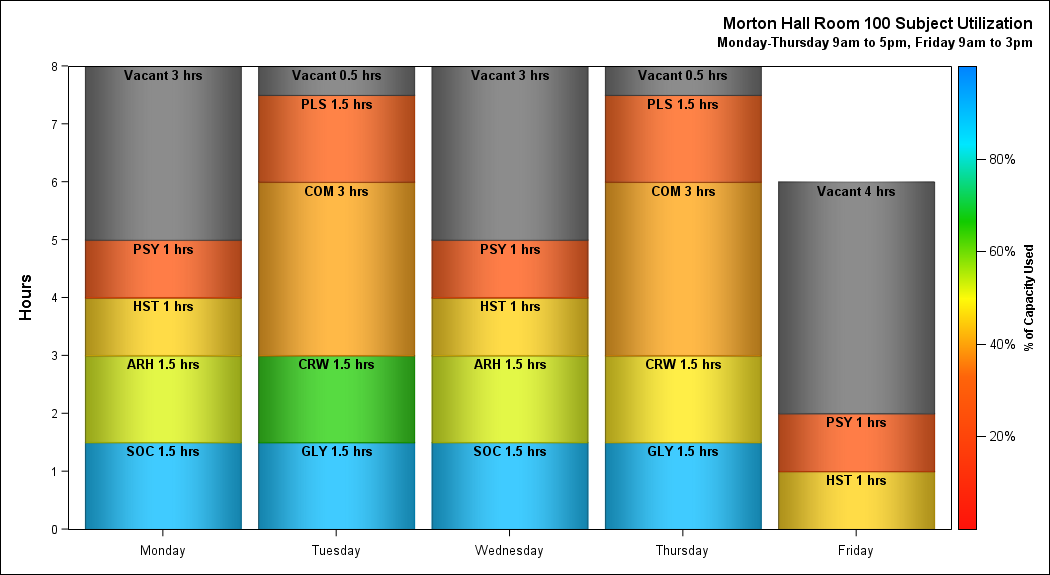 Morton Hall Room 100 Subject Utilization
Monday-Thursday 9am to 5pm, Friday 9am to 3pm
Hours
8
7
6
5
4
3
2
1
0
Vacant 3 hrs
PSY 1 hrs
HST 1 hrs
ARH 1.5 hrs
SOC 1.5 hrs
Vacant 0.5 hrs
PLS 1.5 hrs
COM 3 hrs
CRW 1.5 hrs
GLY 1.5 hrs
Vacant 3 hrs
PSY 1 hrs
HST 1 hrs
ARH 1.5 hrs
SOC 1.5 hrs
Vacant 0.5 hrs
PLS 1.5 hrs
COM 3 hrs
CRW 1.5 hrs
GLY 1.5 hrs
Vacant 4 hrs
PSY 1 hrs
HST 1 hrs
Monday
Tuesday
Wednesday
Thursday
Friday
80%
60%
40%
20%
% of Capacity Used